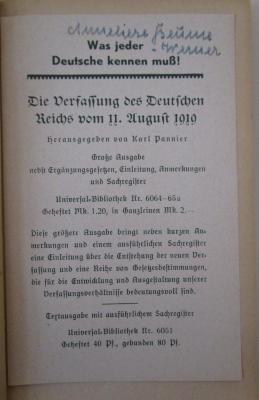 Anneliese Beume
Werner
Was jeder
Deutsche kennen muß!
Die Verfassung des Deutschen
Reichs vom 11. August 1919
Herausgegeben von Karl Pannier
Große Ausgabe
nebst Ergänzungsgesetzen, Einleitung, Anmerkungen
und Sachregister
Universal-Bibliothek Nr. 6064–65a
Geheftet Mk. 1.20, in Ganzleinen Mk. 2.–
Diese größere Ausgabe bringt neben kurzen An-
merkungen und einem ausführlichen Sachregister
eine Einleitung über die Entstehung der neuen Ver-
fassung und eine Reihe von Gesetzesbestimmungen,
die für die Entwicklung und Ausgestaltung unserer
Verfassungsverhältnisse bedeutungsvoll sind.
Textausgabe mit ausführlichem Sachregister
Universal-Bibliothek Nr. 6051
Geheftet 40 Pf., gebunden 80 Pf.